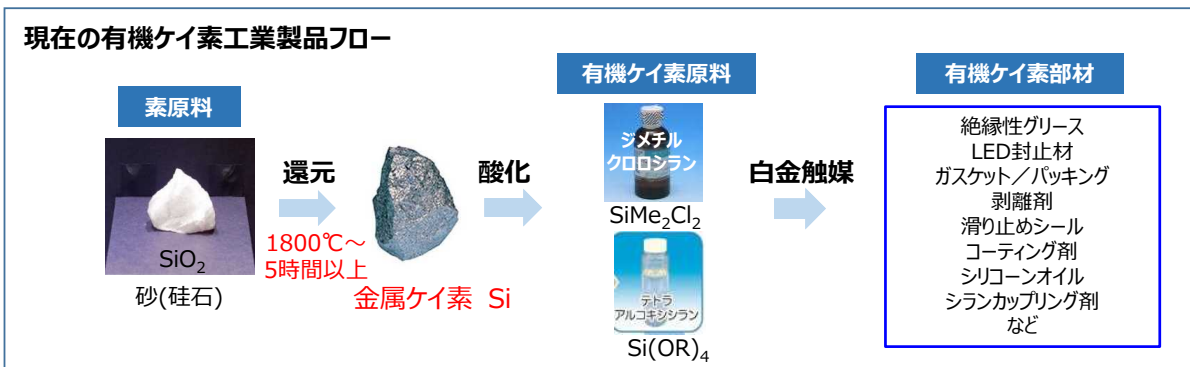 現在の有機ケイ素工業製品フロー
素原料
SiO2
砂(硅石)
還元
1800℃~
5時間以上
金属ケイ素 Si
酸化
有機ケイ素原料
ジメチル
クロロシラン
SiMe2Cl2
テトラ
アルコキシシラン
Si(OR)4
白金触媒
有機ケイ素部材
絶縁性グリース
LED封止材
ガスケット/パッキング
剥離剤
滑り止めシール
コーティング剤
シリコーンオイル
シランカップリング剤
など